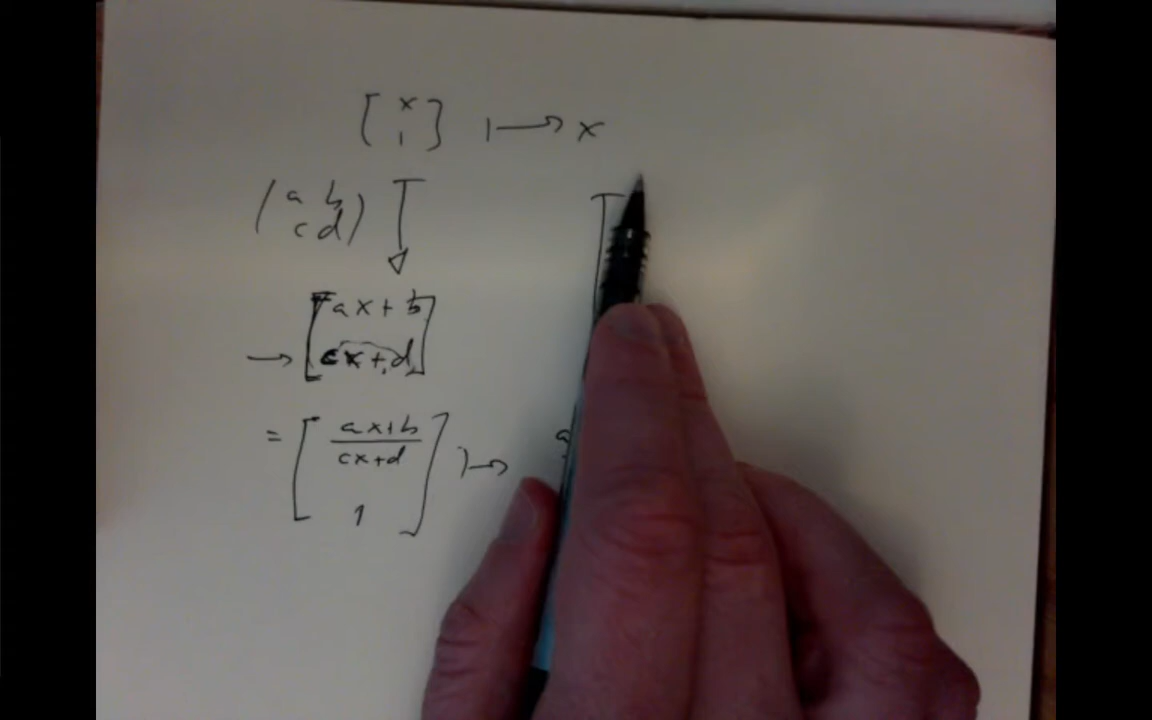 [ x 1 ] ↦ x
( a b c d )
[ ax + b
→ cx + d ]
= [ ax+b / cx+d 1 ] ↦ a